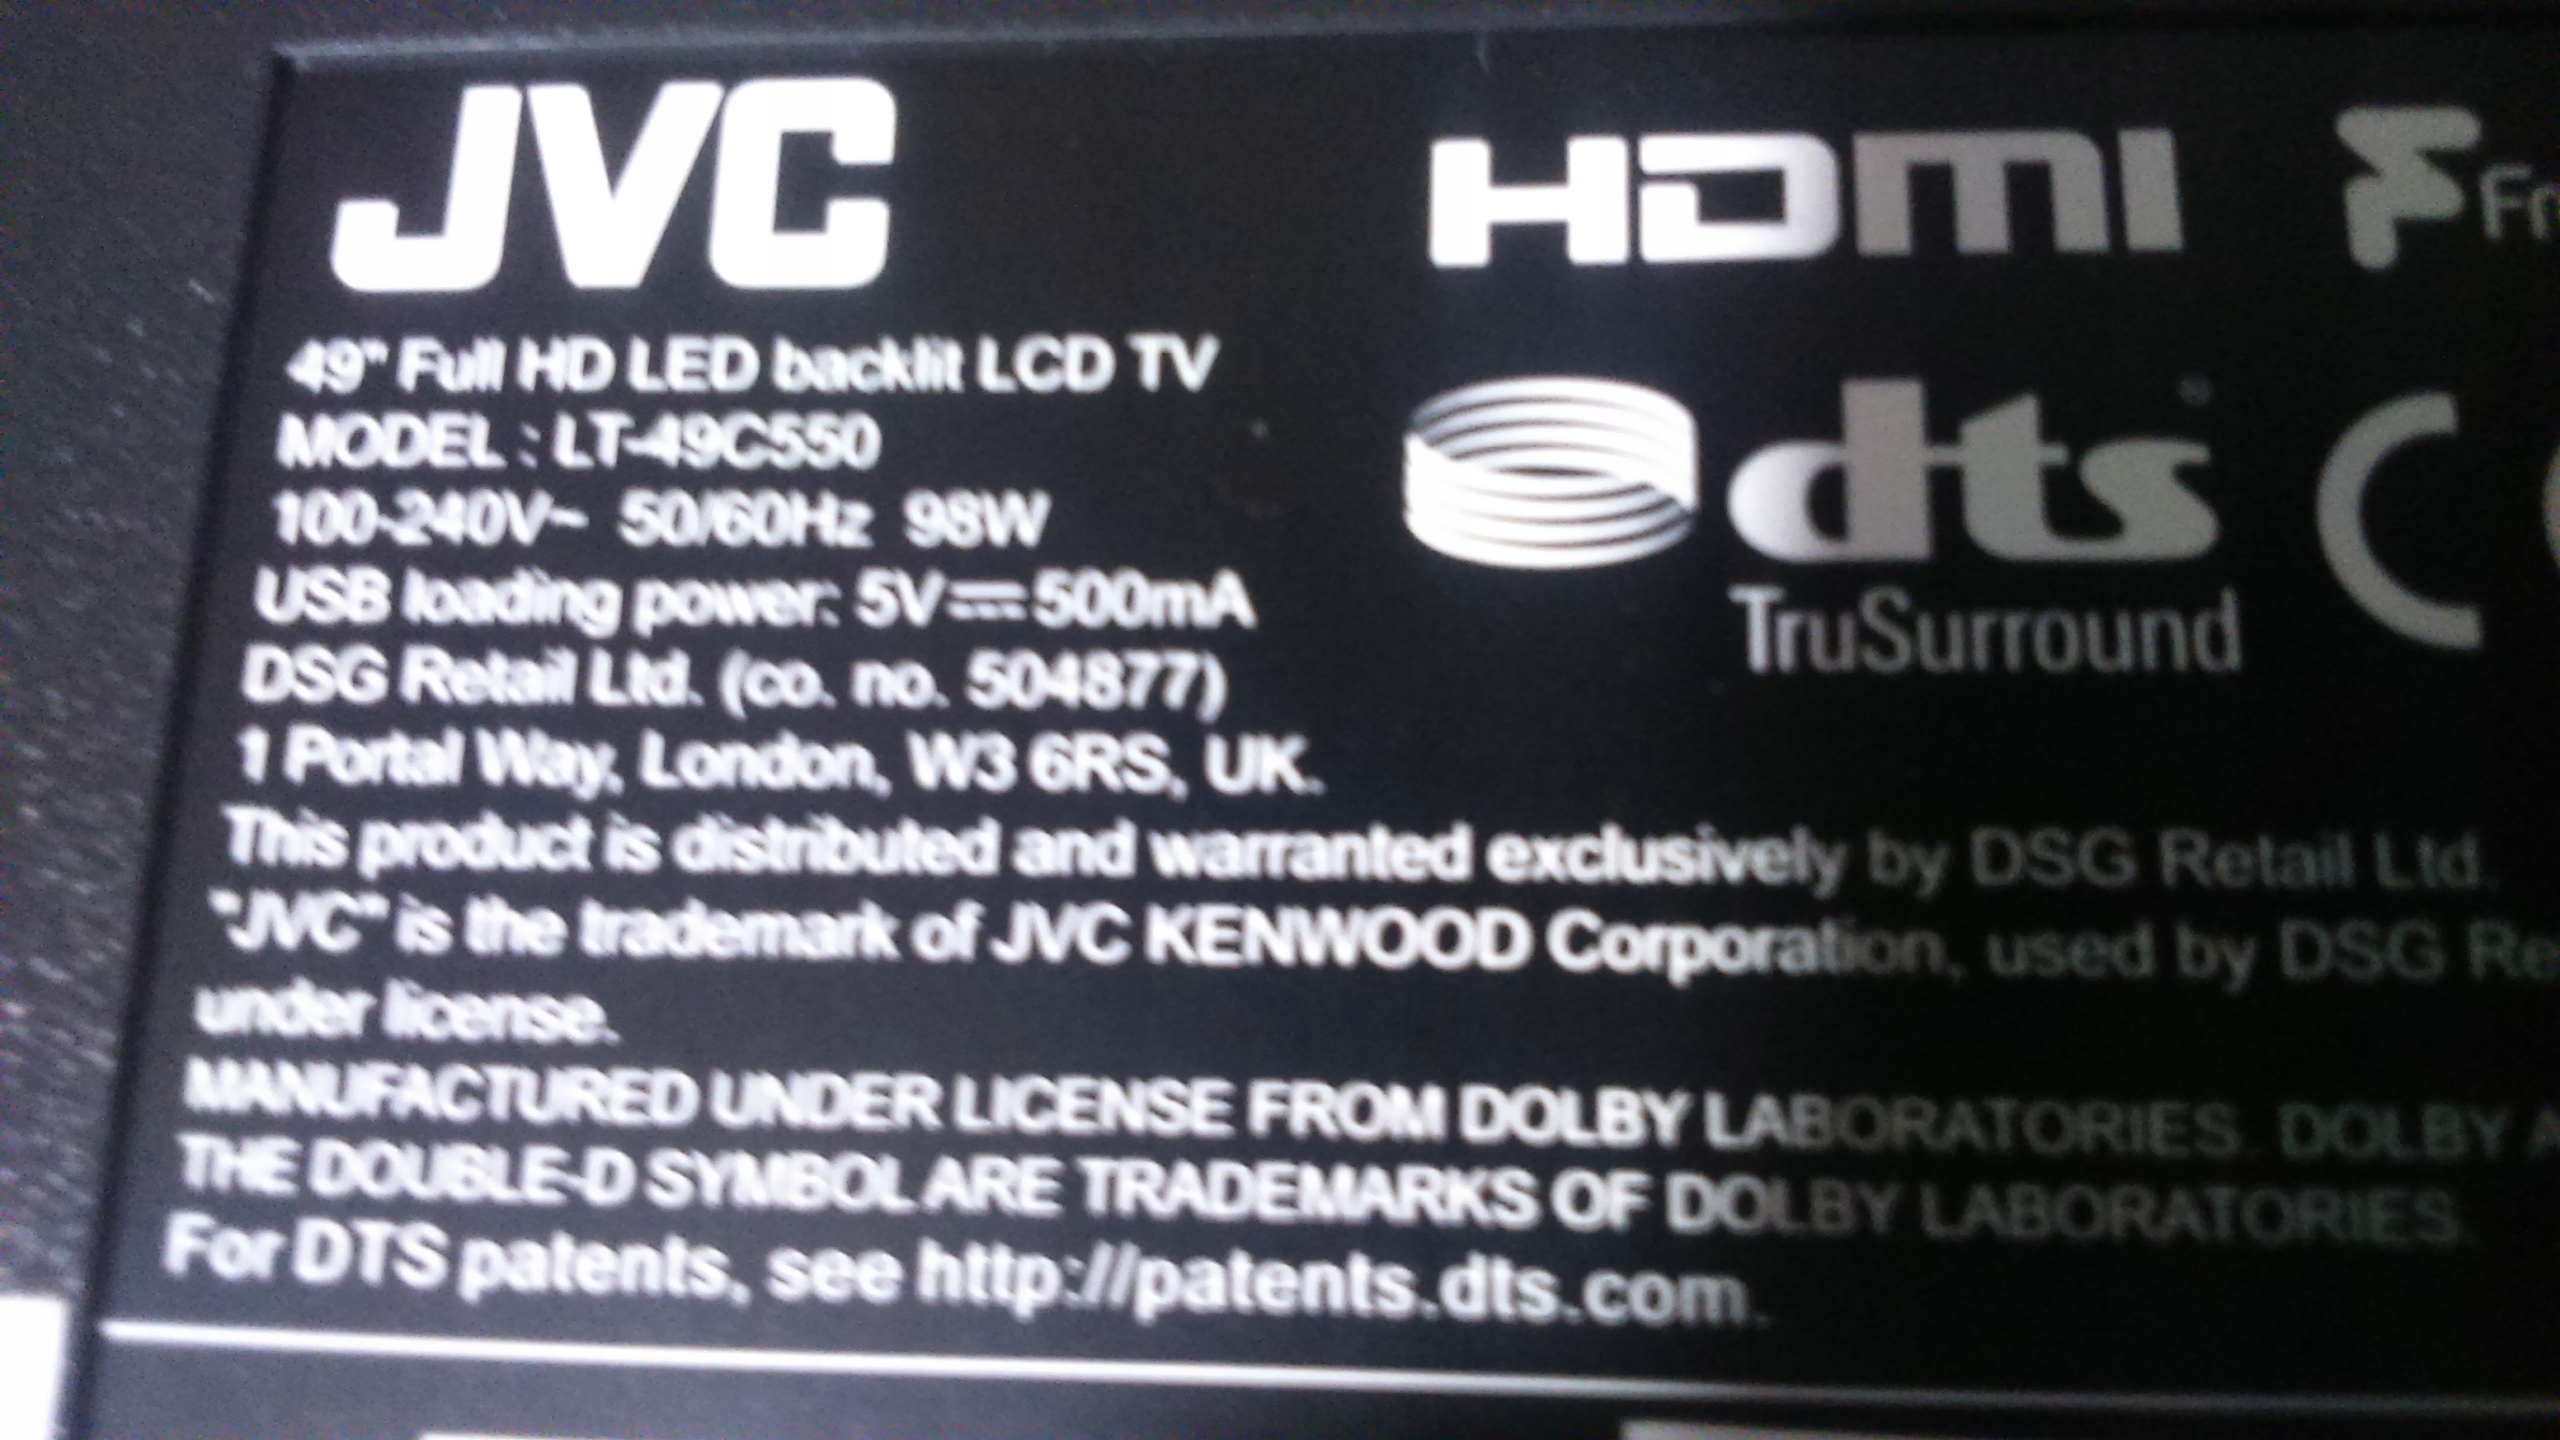 JVC
HDMI
49" Full HD LED backlit LCD TV
MODEL : LT-49C550
100-240V~ 50/60Hz 98W
USB loading power: 5V⎓500mA
DSG Retail Ltd. (co. no. 504877)
1 Portal Way, London, W3 6RS, UK.
dts
TruSurround
This product is distributed and warranted exclusively by DSG Retail Ltd.
"JVC" is the trademark of JVC KENWOOD Corporation, used by DSG Re
under license.
MANUFACTURED UNDER LICENSE FROM DOLBY LABORATORIES. DOLBY A
THE DOUBLE-D SYMBOL ARE TRADEMARKS OF DOLBY LABORATORIES.
For DTS patents, see http://patents.dts.com.